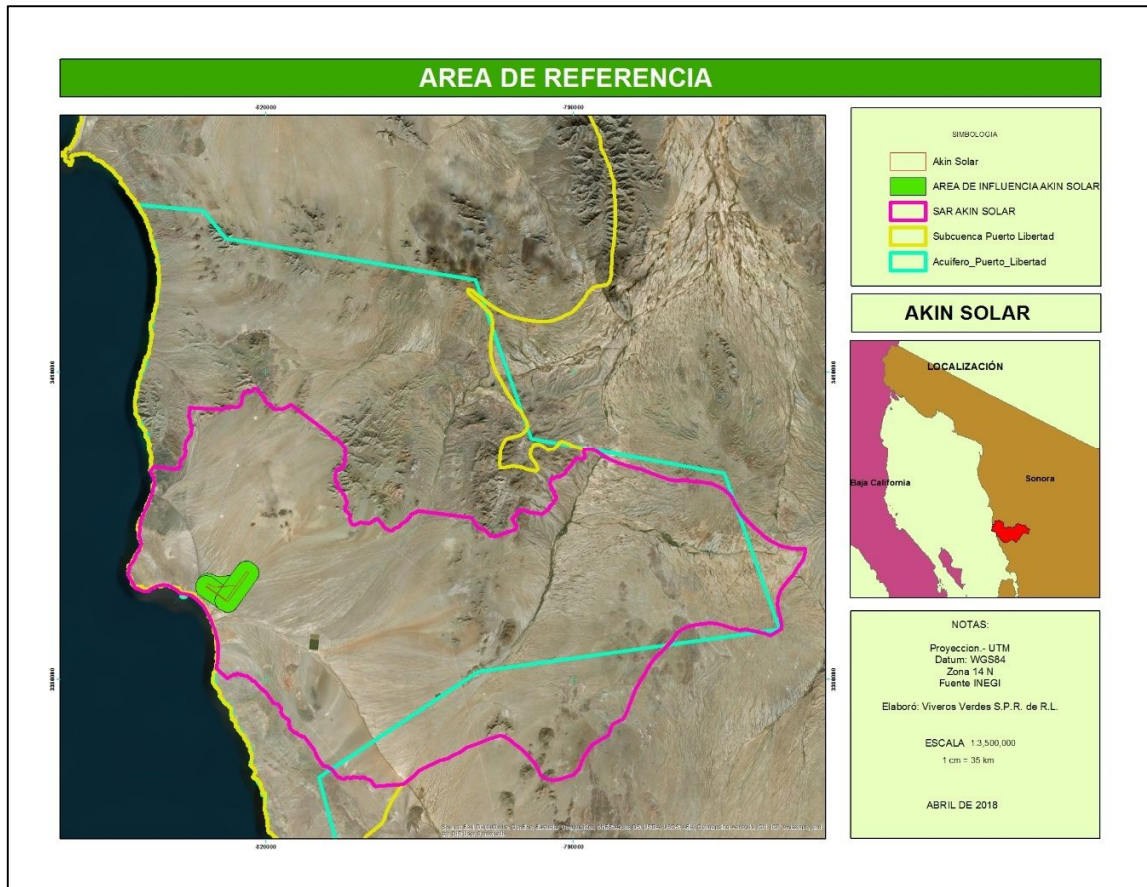 AREA DE REFERENCIA
-820000
-790000
3410000
3410000
-820000
-790000
SIMBOLOGIA
Akin Solar
AREA DE INFLUENCIA AKIN SOLAR
SAR AKIN SOLAR
Subcuenca Puerto Libertad
Acuifero_Puerto_Libertad
AKIN SOLAR
LOCALIZACIÓN
Baja California
Sonora
NOTAS:
Proyeccion.- UTM
Datum: WGS84
Zona 14 N
Fuente INEGI
Elaboró: Viveros Verdes S.P.R. de R.L.
ESCALA 1:3,500,000
1 cm = 35 km
ABRIL DE 2018